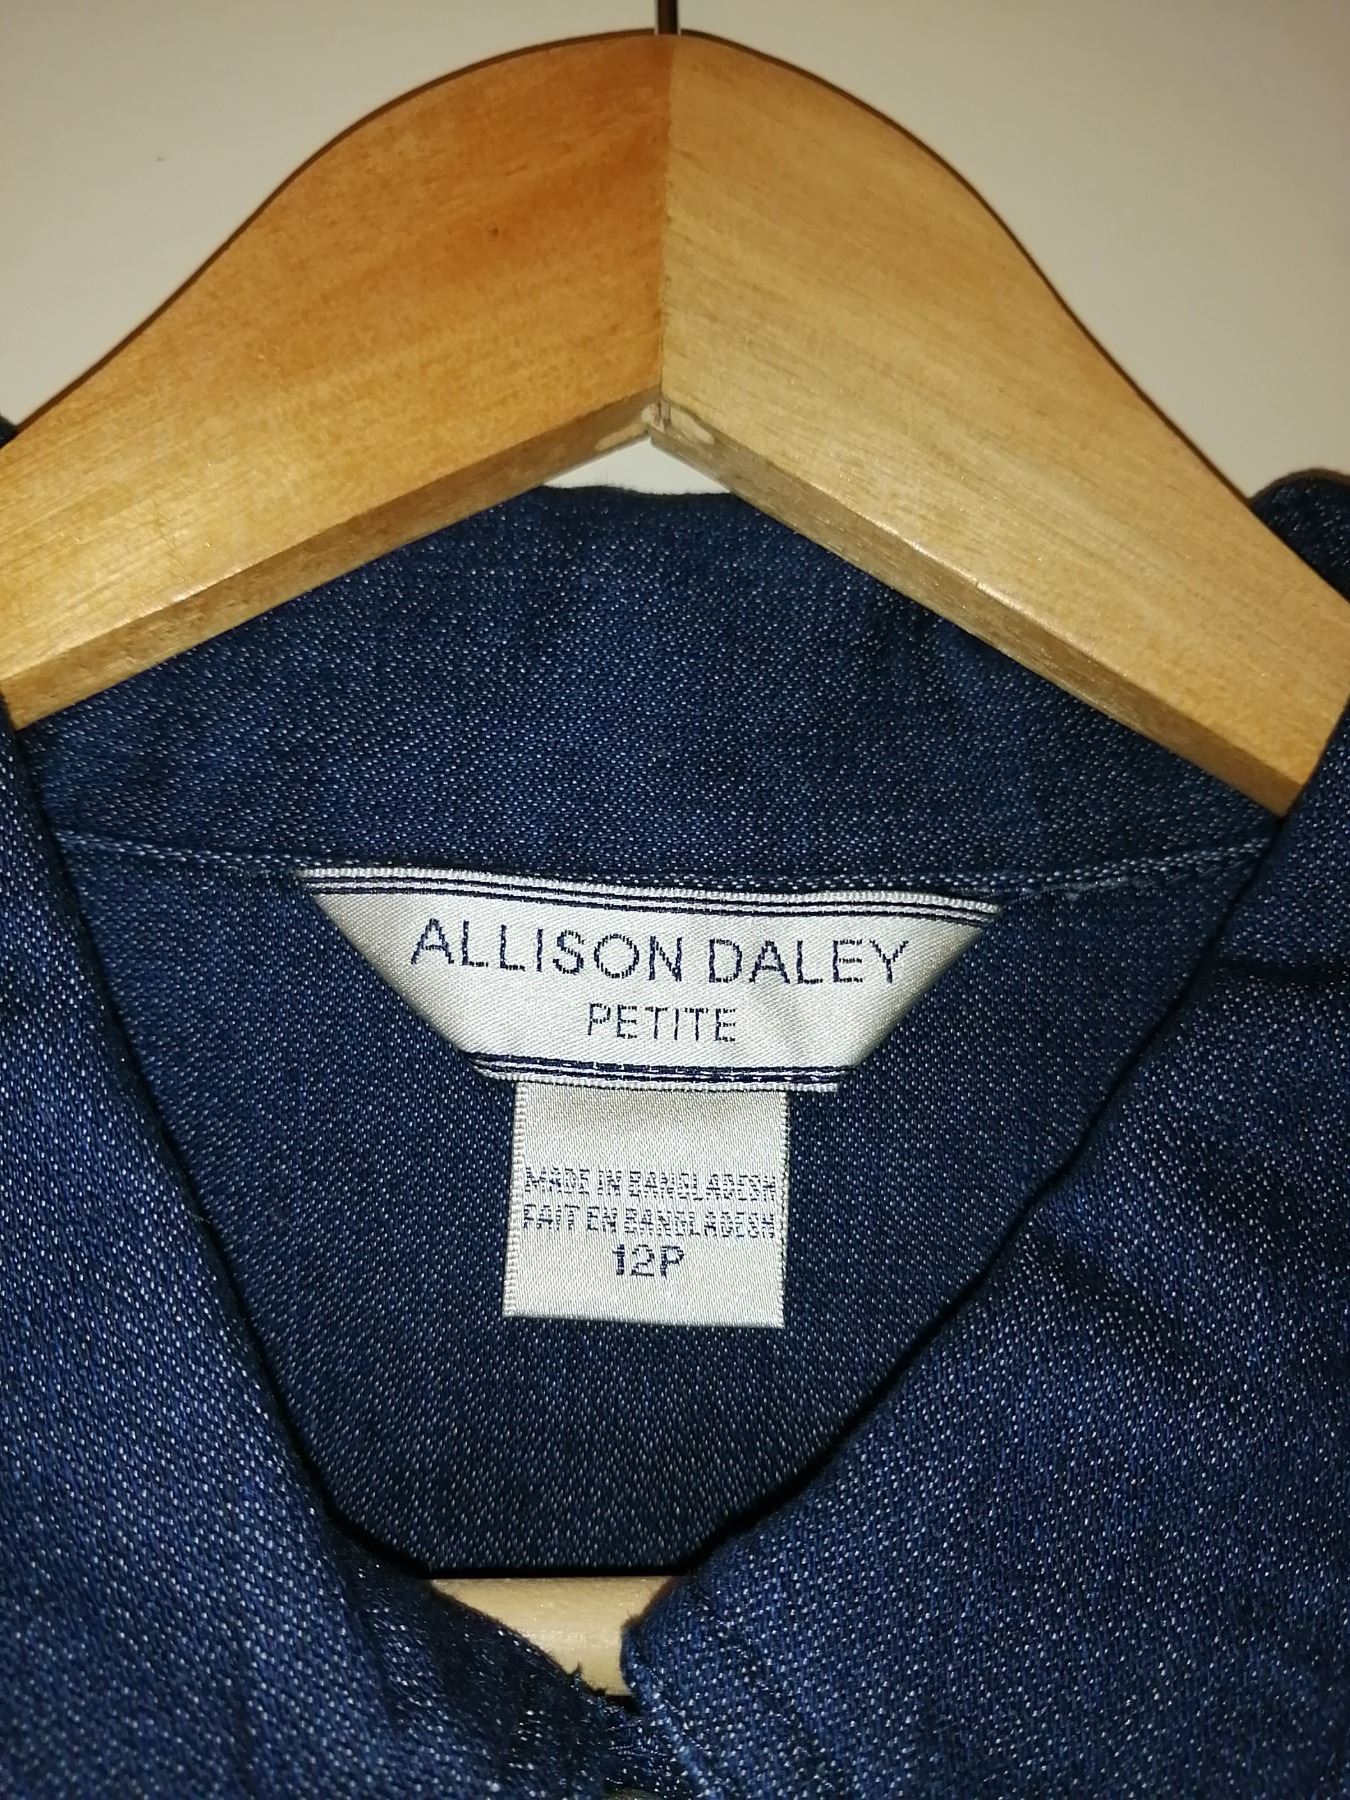 ALLISON DALEY
PETITE
MADE IN BANGLADESH
FAIT EN BANGLADESH
12P